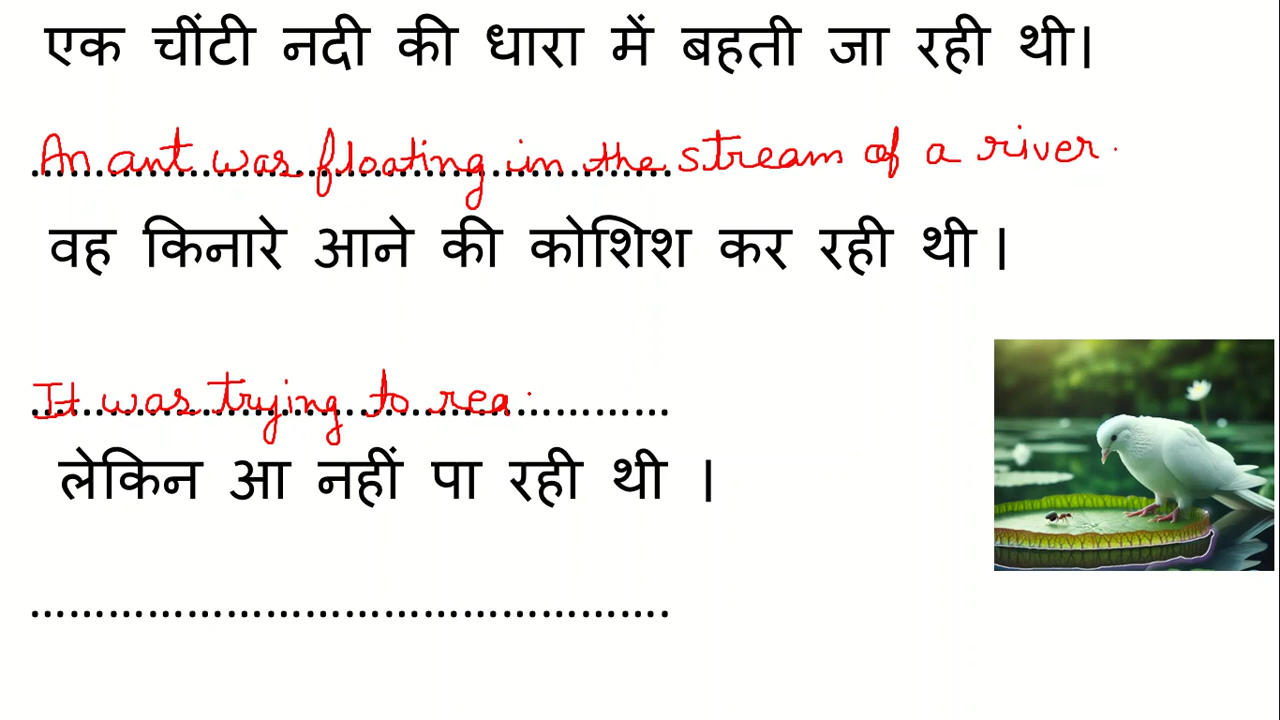 एक चींटी नदी की धारा में बहती जा रही थी।
An ant was floating in the stream of a river.
वह किनारे आने की कोशिश कर रही थी ।
It was trying to rea
लेकिन आ नहीं पा रही थी ।